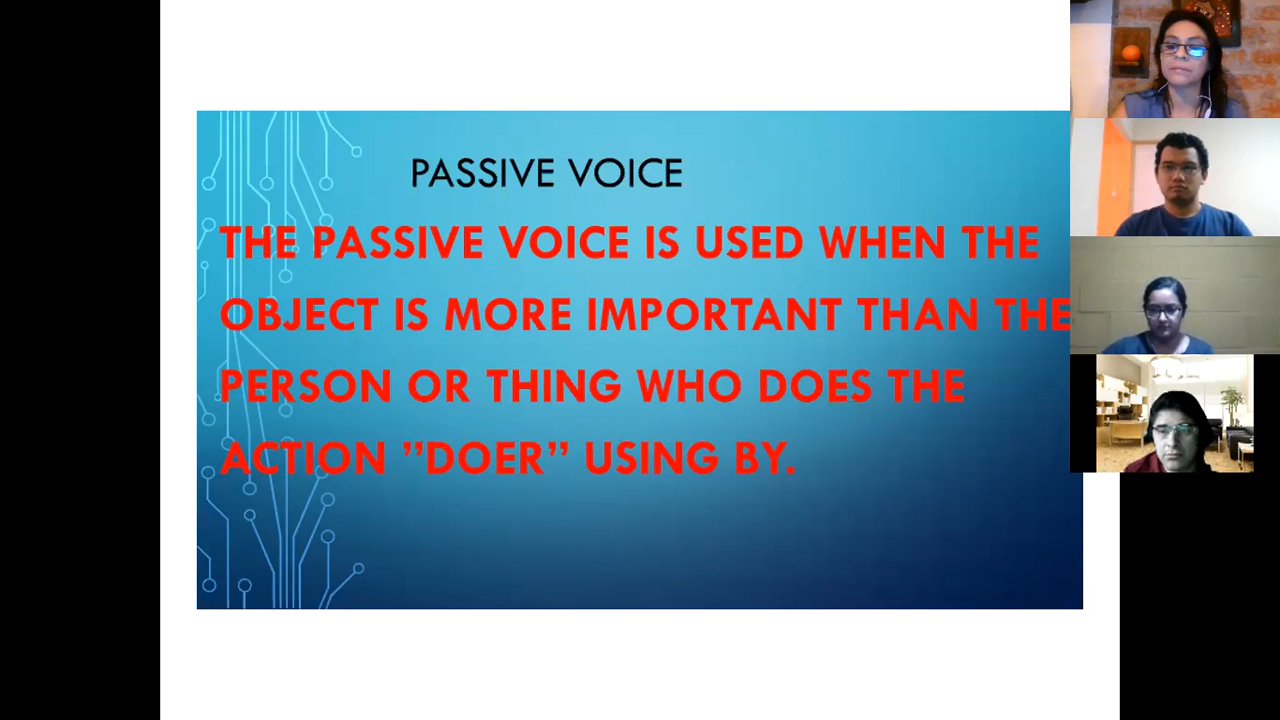 PASSIVE VOICE
THE PASSIVE VOICE IS USED WHEN THE
OBJECT IS MORE IMPORTANT THAN THE
PERSON OR THING WHO DOES THE
ACTION ”DOER” USING BY.